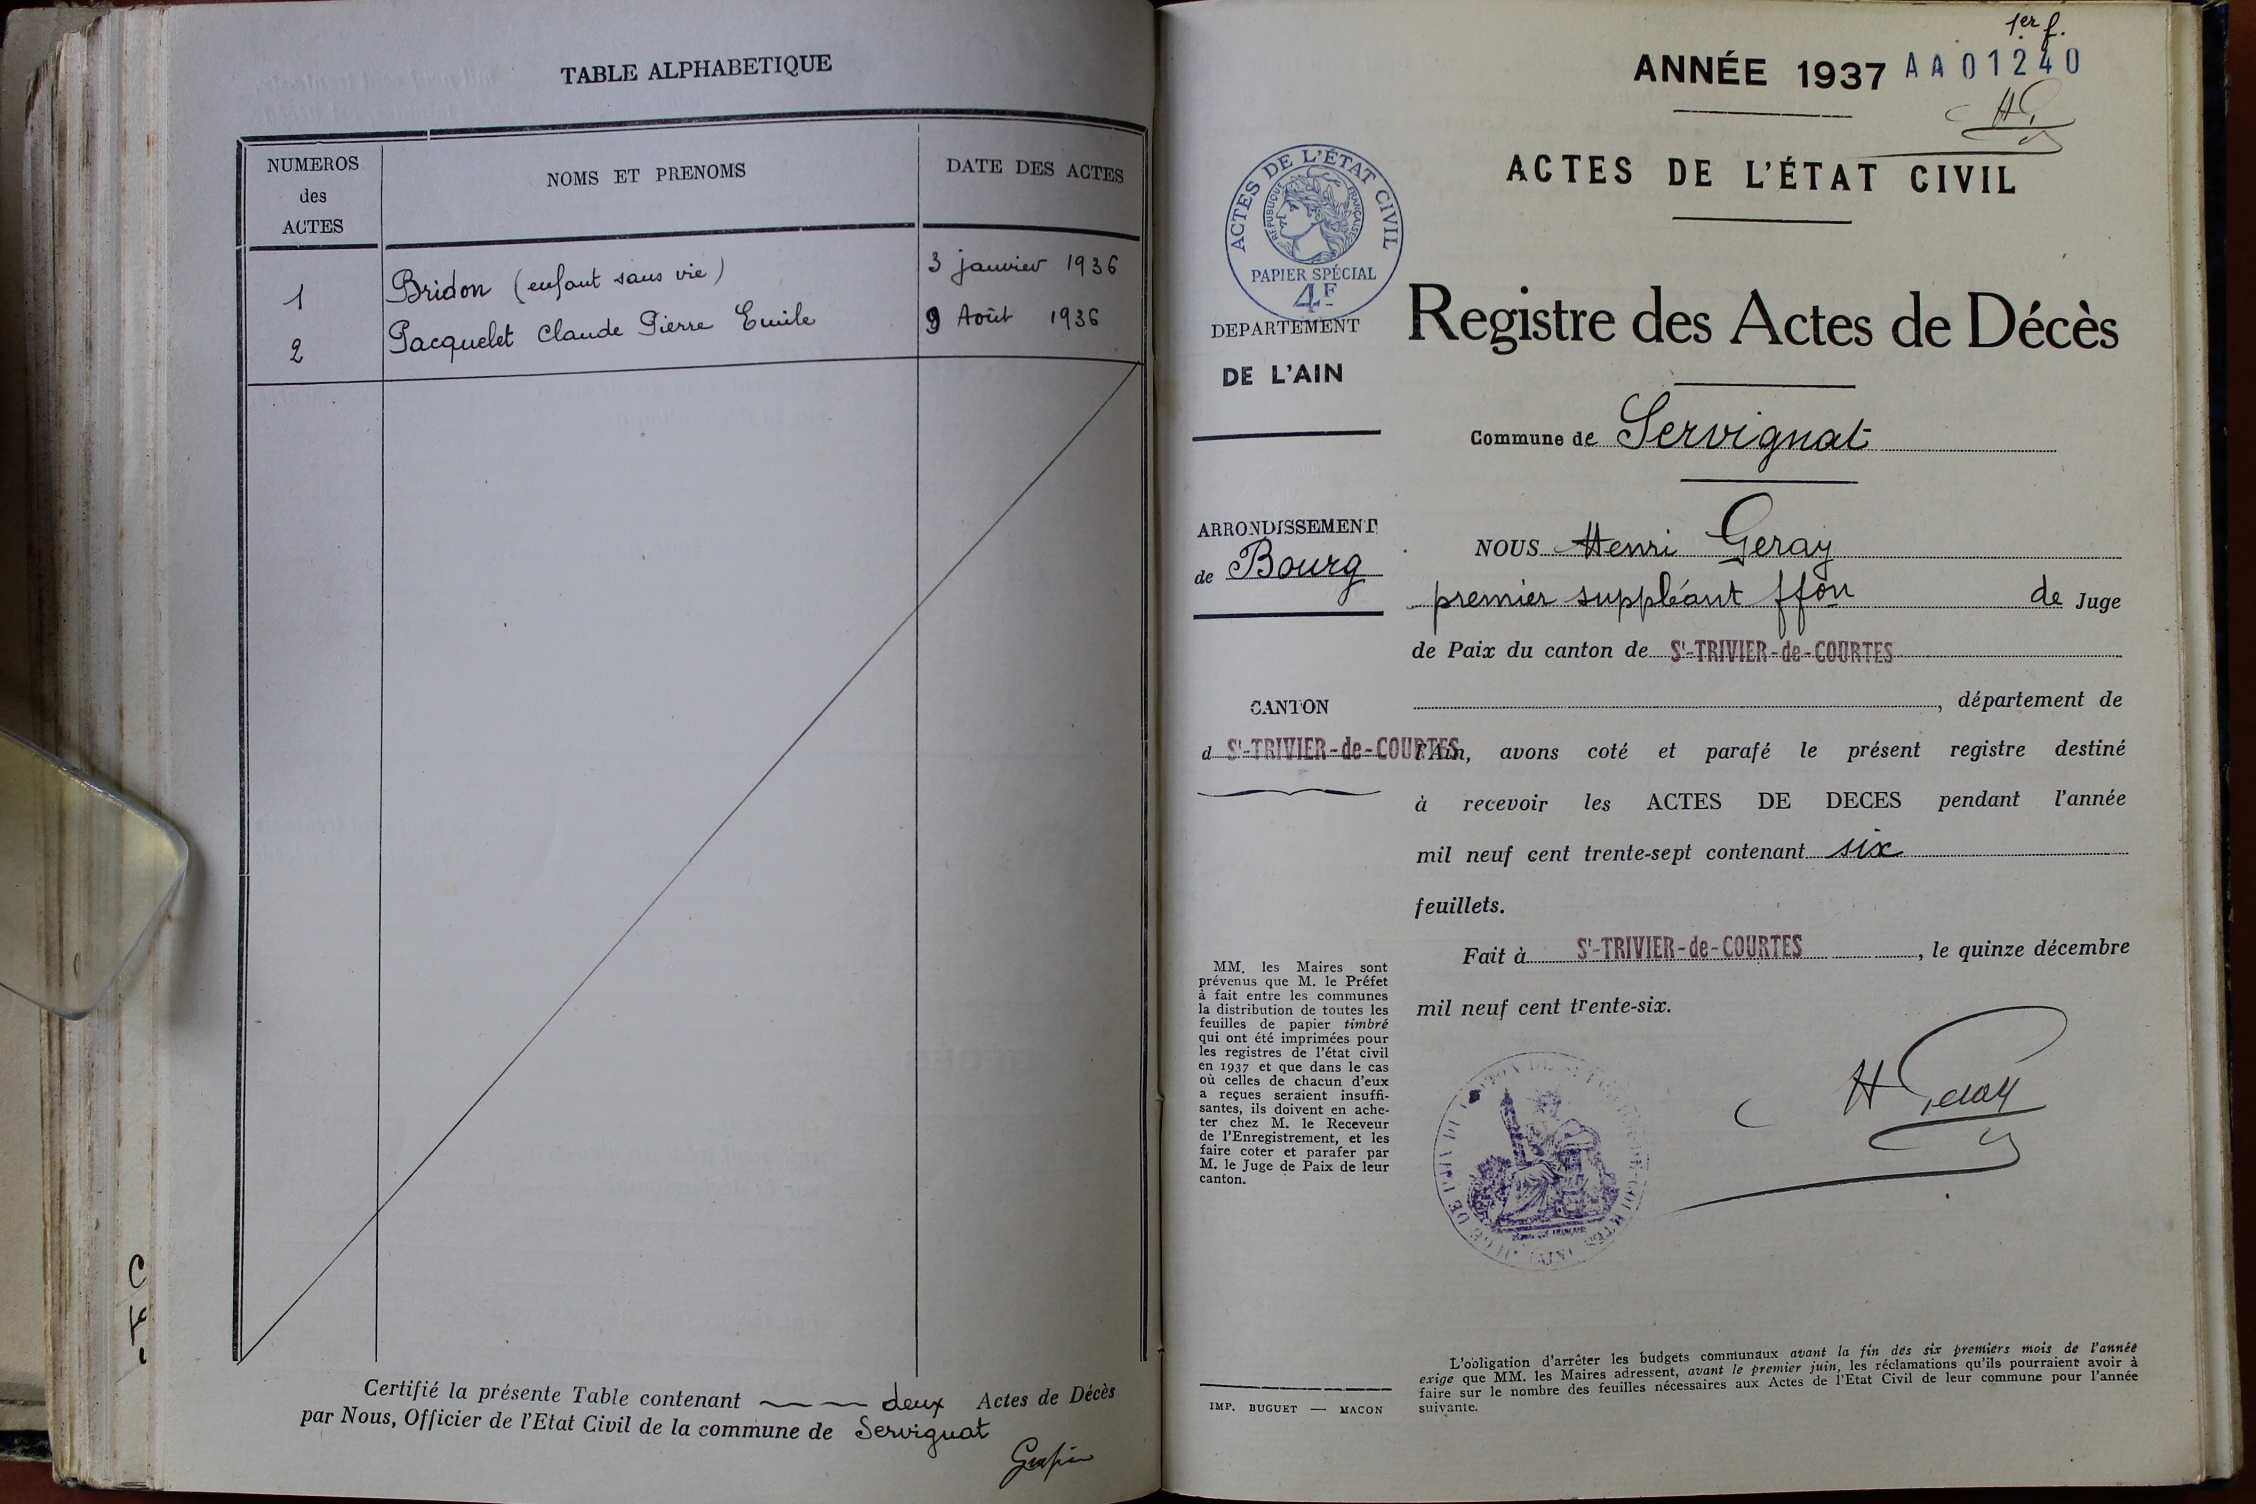 TABLE ALPHABETIQUE
NUMEROS
des
ACTES
NOMS ET PRENOMS
DATE DES ACTES
1
Bridon (enfant sans vie)
3 janvier 1936
2
Pacquelet Claude Pierre Emile
9 Août 1936
Certifié la présente Table contenant deux Actes de Décès
par Nous, Officier de l'Etat Civil de la commune de Servignat
1er f.
ANNÉE 1937 AA01240
ACTES DE L'ÉTAT CIVIL
ACTES DE L'ÉTAT CIVIL
RÉPUBLIQUE FRANÇAISE
PAPIER SPÉCIAL
4F
DEPARTEMENT
DE L'AIN
ARRONDISSEMENT
de Bourg
CANTON
d St-TRIVIER-de-COURTES
MM. les Maires sont
prévenus que M. le Préfet
à fait entre les communes
la distribution de toutes les
feuilles de papier timbré
qui ont été imprimées pour
les registres de l'état civil
en 1937 et que dans le cas
où celles de chacun d'eux
a reçues seraient insuffi-
santes, ils doivent en ache-
ter chez M. le Receveur
de l'Enregistrement, et les
faire coter et parafer par
M. le Juge de Paix de leur
canton.
IMP. BUGUET — MACON
Registre des Actes de Décès
Commune de Servignat
NOUS Henri Geray
premier suppléant ffon de Juge
de Paix du canton de St-TRIVIER-de-COURTES
, département de
l'Ain, avons coté et parafé le présent registre destiné
à recevoir les ACTES DE DECES pendant l'année
mil neuf cent trente-sept contenant six
feuillets.
Fait à St-TRIVIER-de-COURTES, le quinze décembre
mil neuf cent trente-six.
H Geray
L'obligation d'arrêter les budgets communaux avant la fin des six premiers mois de l'année
exige que MM. les Maires adressent, avant le premier juin, les réclamations qu'ils pourraient avoir à
faire sur le nombre des feuilles nécessaires aux Actes de l'Etat Civil de leur commune pour l'année
suivante.